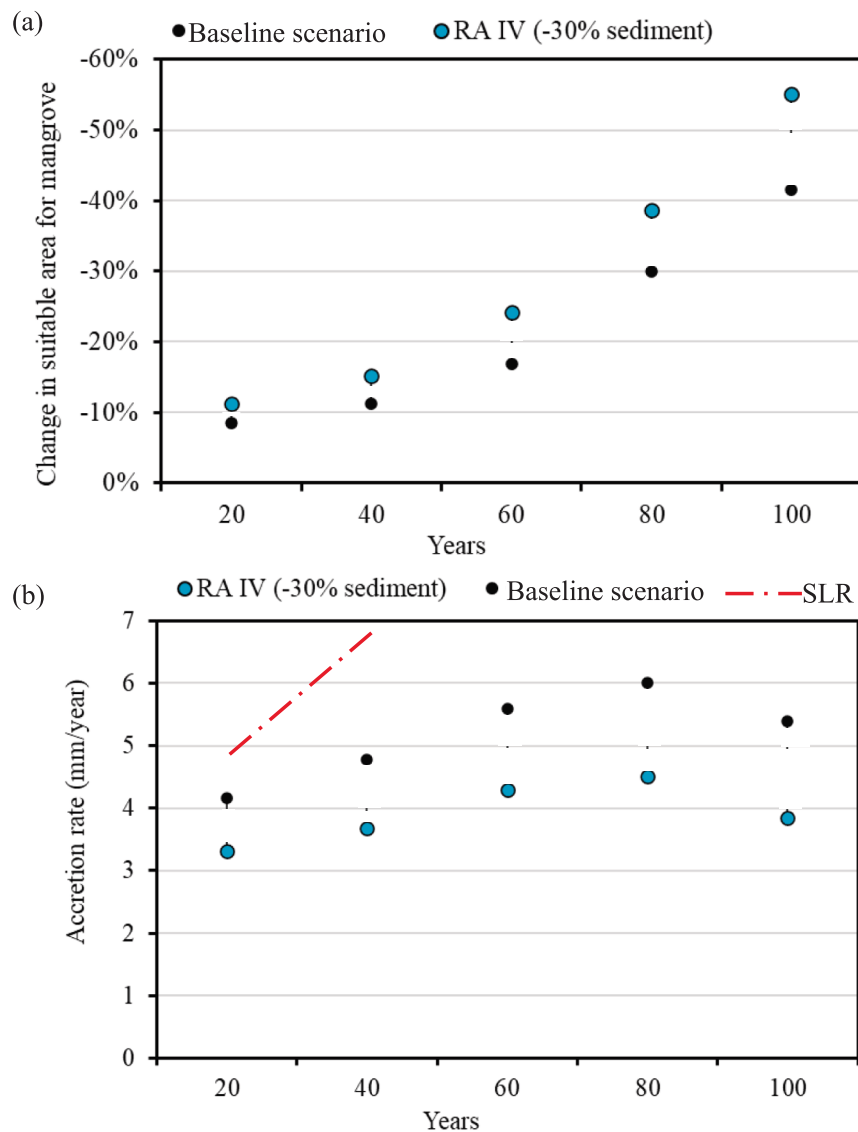 (a)
Baseline scenario RA IV (-30% sediment)
Change in suitable area for mangrove
-60%
-50%
-40%
-30%
-20%
-10%
0%
20 40 60 80 100
Years
(b)
RA IV (-30% sediment) Baseline scenario SLR
Accretion rate (mm/year)
7
6
5
4
3
2
1
0
20 40 60 80 100
Years